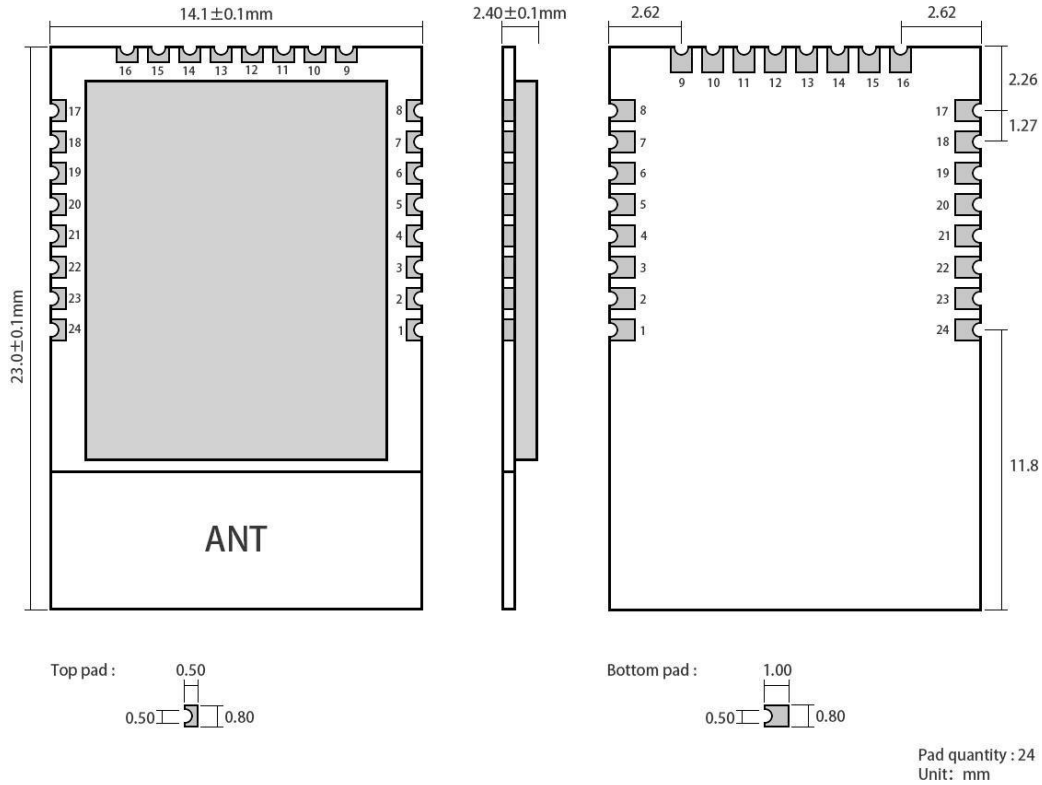 14.1±0.1mm
2.40±0.1mm
2.62
2.62
16 15 14 13 12 11 10 9
9 10 11 12 13 14 15 16
2.26
1.27
17 8
18 7
19 6
20 5
21 4
22 3
23 2
24 1
8 17
7 18
6 19
5 20
4 21
3 22
2 23
1 24
23.0±0.1mm
11.8
ANT
Top pad :
0.50
0.50
0.80
Bottom pad :
1.00
0.50
0.80
Pad quantity : 24
Unit: mm